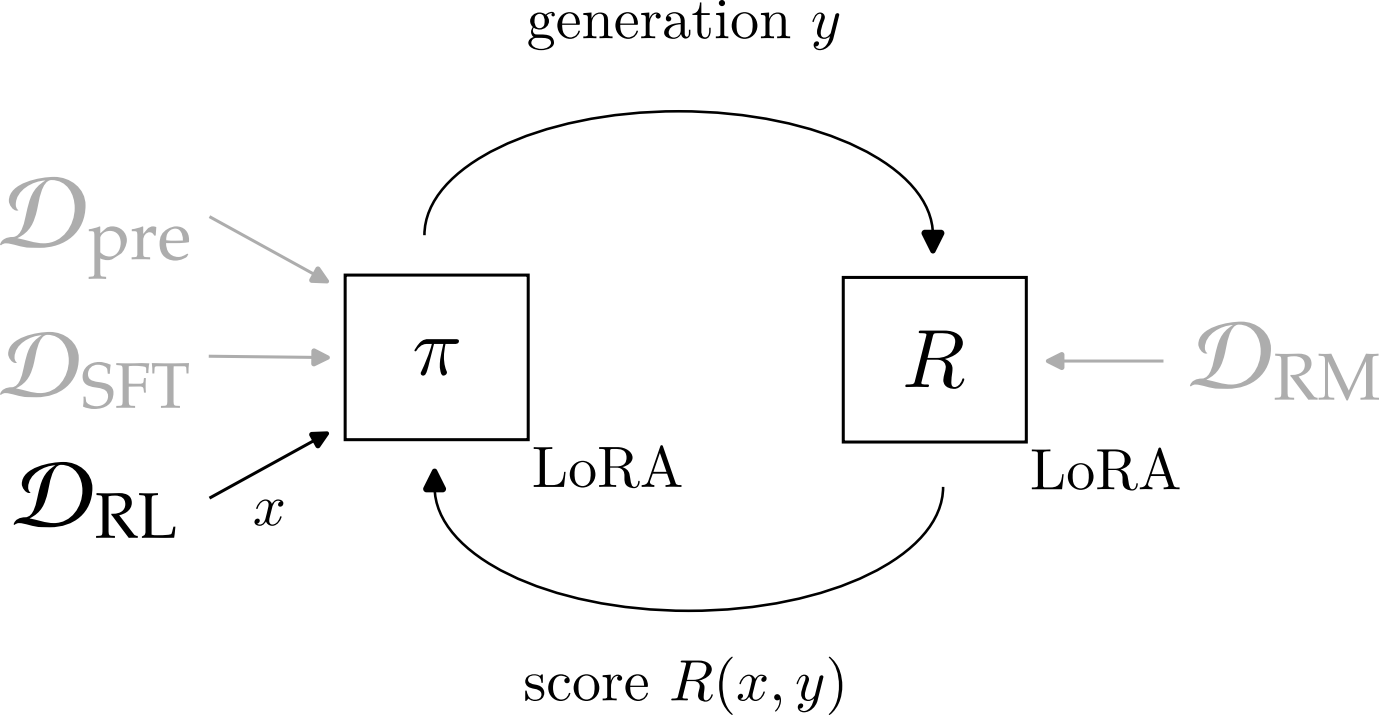 generation y
𝒟pre
𝒟SFT
𝒟RL
x
π
LoRA
R
LoRA
𝒟RM
score R(x, y)